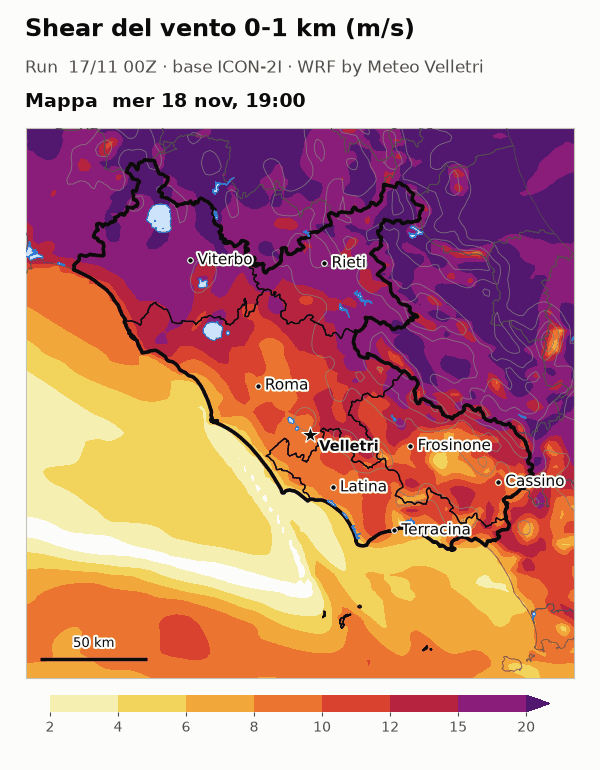 Shear del vento 0-1 km (m/s)
Run  17/11 00Z · base ICON-2I · WRF by Meteo Velletri
Mappa  mer 18 nov, 19:00
Viterbo
Rieti
Roma
Velletri
Frosinone
Latina
Cassino
Terracina
50 km
2 4 6 8 10 12 15 20